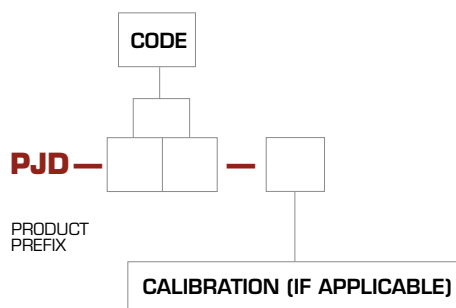 CODE
PJD — —
PRODUCT
PREFIX
CALIBRATION (IF APPLICABLE)